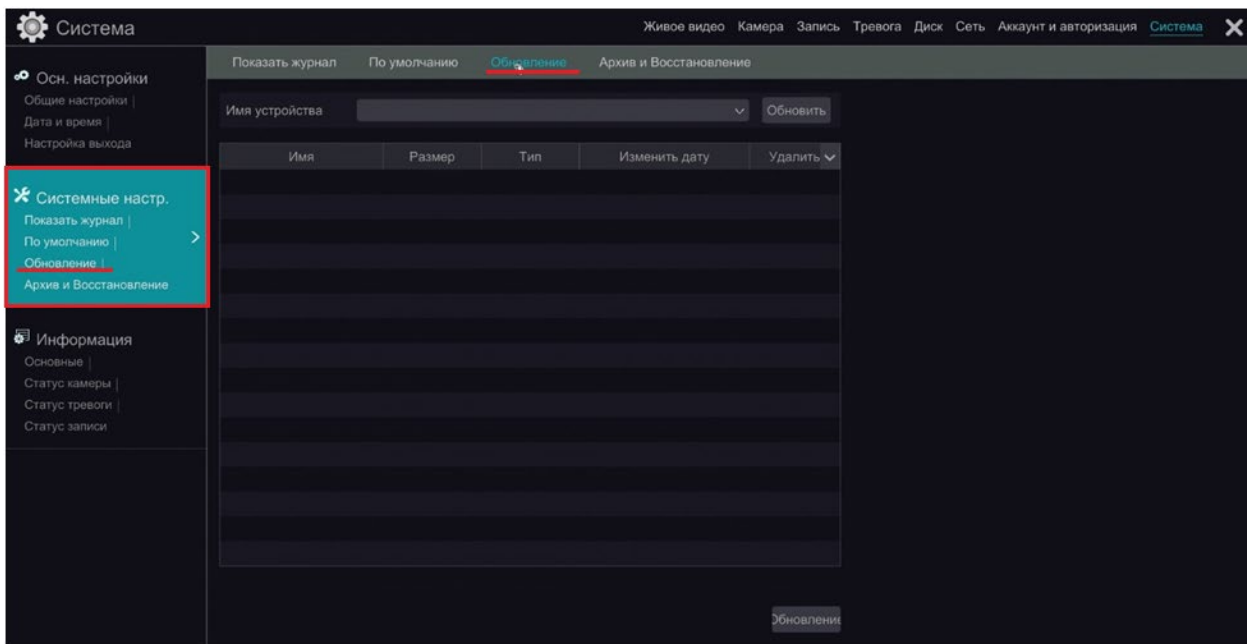 Система
Живое видео Камера Запись Тревога Диск Сеть Аккаунт и авторизация Система
Показать журнал По умолчанию Обновление Архив и Восстановление
Осн. настройки
Общие настройки |
Дата и время |
Настройка выхода
Системные настр.
Показать журнал |
По умолчанию |
Обновление |
Архив и Восстановление
Информация
Основные |
Статус камеры |
Статус тревоги |
Статус записи
Имя устройства Обновить
Имя Размер Тип Изменить дату Удалить
Обновление